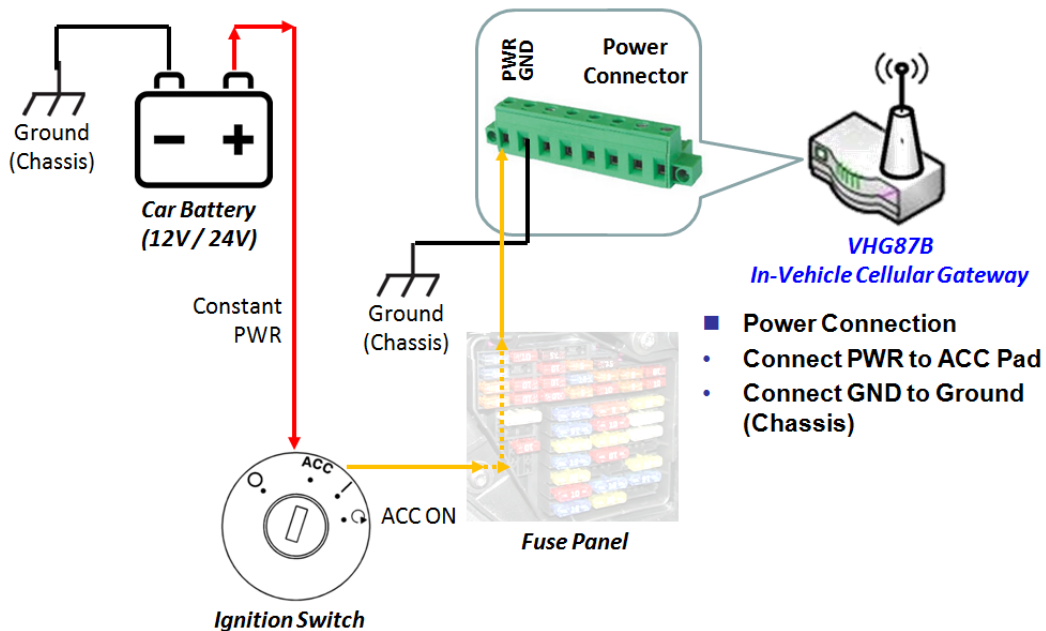 PWR
GND
Power
Connector
Ground
(Chassis)
Car Battery
(12V / 24V)
VHG87B
In-Vehicle Cellular Gateway
Constant
PWR
Ground
(Chassis)
Power Connection
Connect PWR to ACC Pad
Connect GND to Ground
(Chassis)
ACC
ACC ON
Fuse Panel
Ignition Switch